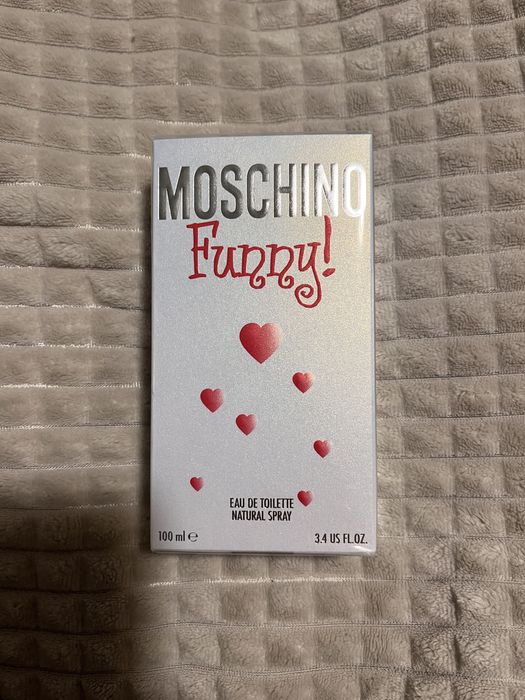 MOSCHINO
Funny!
EAU DE TOILETTE
NATURAL SPRAY
100 ml ℮
3.4 US FL.OZ.